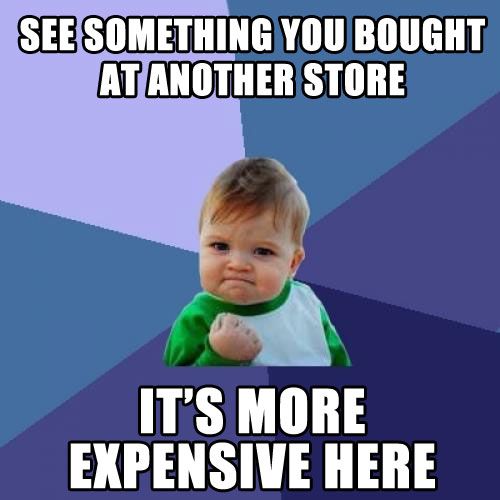 SEE SOMETHING YOU BOUGHT
AT ANOTHER STORE
IT'S MORE
EXPENSIVE HERE